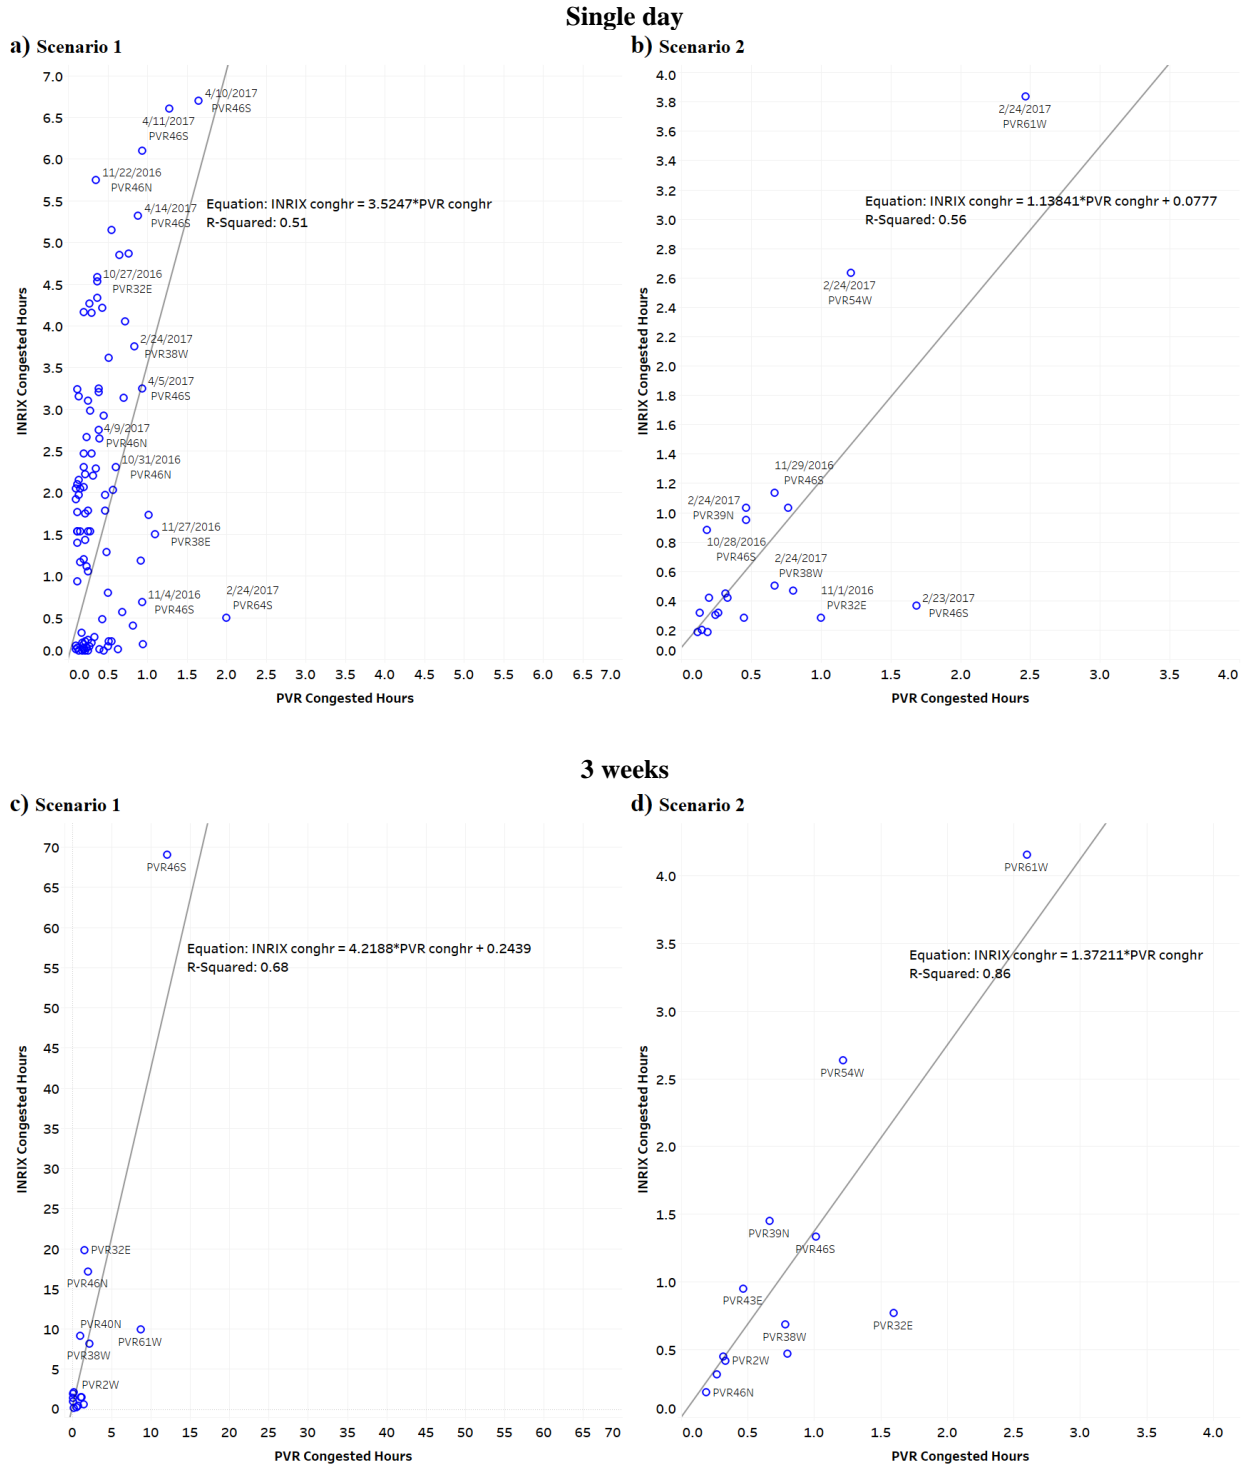 Single day
a) Scenario 1
7.0
6.5
6.0
5.5
5.0
4.5
4.0
3.5
3.0
2.5
2.0
1.5
1.0
0.5
0.0
INRIX Congested Hours
4/10/2017
PVR46S
4/11/2017
PVR46S
11/22/2016
PVR46N
4/14/2017
PVR46S
Equation: INRIX conghr = 3.5247*PVR conghr
R-Squared: 0.51
10/27/2016
PVR32E
2/24/2017
PVR38W
4/5/2017
PVR46S
4/9/2017
PVR46N
10/31/2016
PVR46N
11/27/2016
PVR38E
11/4/2016
PVR46S
2/24/2017
PVR64S
0.0 0.5 1.0 1.5 2.0 2.5 3.0 3.5 4.0 4.5 5.0 5.5 6.0 6.5 7.0
PVR Congested Hours
b) Scenario 2
4.0
3.8
3.6
3.4
3.2
3.0
2.8
2.6
2.4
2.2
2.0
1.8
1.6
1.4
1.2
1.0
0.8
0.6
0.4
0.2
0.0
INRIX Congested Hours
2/24/2017
PVR61W
Equation: INRIX conghr = 1.13841*PVR conghr + 0.0777
R-Squared: 0.56
2/24/2017
PVR54W
11/29/2016
PVR46S
2/24/2017
PVR39N
10/28/2016
PVR46S
2/24/2017
PVR38W
11/1/2016
PVR32E
2/23/2017
PVR46S
0.0 0.5 1.0 1.5 2.0 2.5 3.0 3.5 4.0
PVR Congested Hours
3 weeks
c) Scenario 1
70
65
60
55
50
45
40
35
30
25
20
15
10
5
0
INRIX Congested Hours
PVR46S
Equation: INRIX conghr = 4.2188*PVR conghr + 0.2439
R-Squared: 0.68
PVR32E
PVR46N
PVR40N
PVR61W
PVR38W
PVR2W
0 5 10 15 20 25 30 35 40 45 50 55 60 65 70
PVR Congested Hours
d) Scenario 2
4.0
3.5
3.0
2.5
2.0
1.5
1.0
0.5
0.0
INRIX Congested Hours
PVR61W
Equation: INRIX conghr = 1.37211*PVR conghr
R-Squared: 0.86
PVR54W
PVR39N
PVR46S
PVR43E
PVR32E
PVR38W
PVR2W
PVR46N
0.0 0.5 1.0 1.5 2.0 2.5 3.0 3.5 4.0
PVR Congested Hours